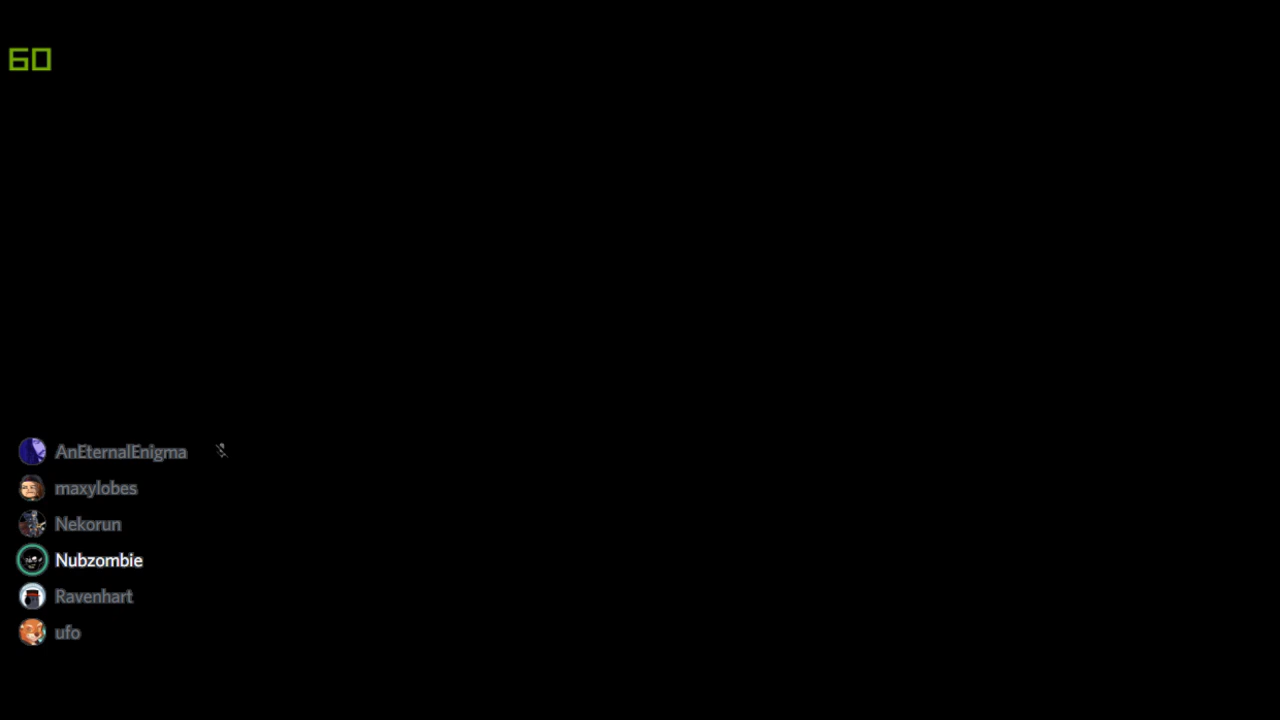 60
AnEternalEnigma
maxylobes
Nekorun
Nubzombie
Ravenhart
ufo